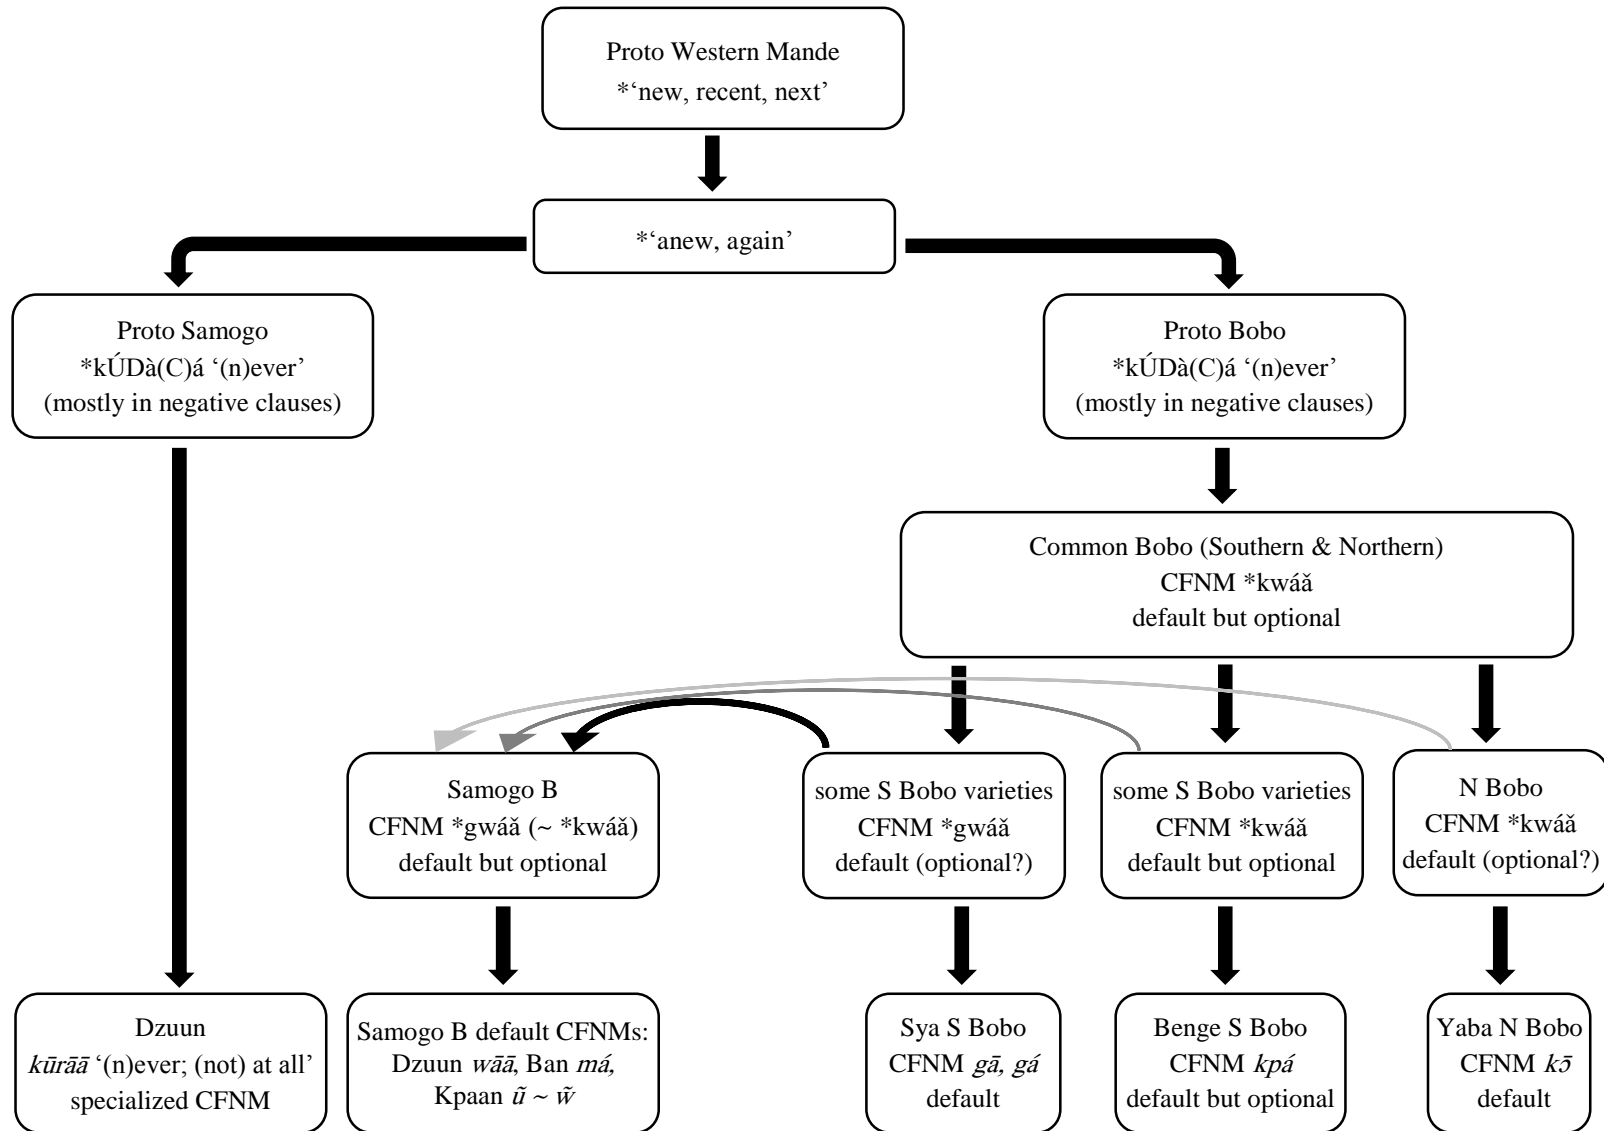 Proto Western Mande
*‘new, recent, next’
*‘anew, again’
Proto Samogo
*kÚDà(C)á ‘(n)ever’
(mostly in negative clauses)
Proto Bobo
*kÚDà(C)á ‘(n)ever’
(mostly in negative clauses)
Common Bobo (Southern & Northern)
CFNM *kwáǎ
default but optional
Samogo B
CFNM *gwáǎ (~ *kwáǎ)
default but optional
some S Bobo varieties
CFNM *gwáǎ
default (optional?)
some S Bobo varieties
CFNM *kwáǎ
default but optional
N Bobo
CFNM *kwáǎ
default (optional?)
Dzuun
kūrāā ‘(n)ever; (not) at all’
specialized CFNM
Samogo B default CFNMs:
Dzuun wāā, Ban má,
Kpaan ũ ~ w̃
Sya S Bobo
CFNM gā, gá
default
Benge S Bobo
CFNM kpá
default but optional
Yaba N Bobo
CFNM kɔ̄
default